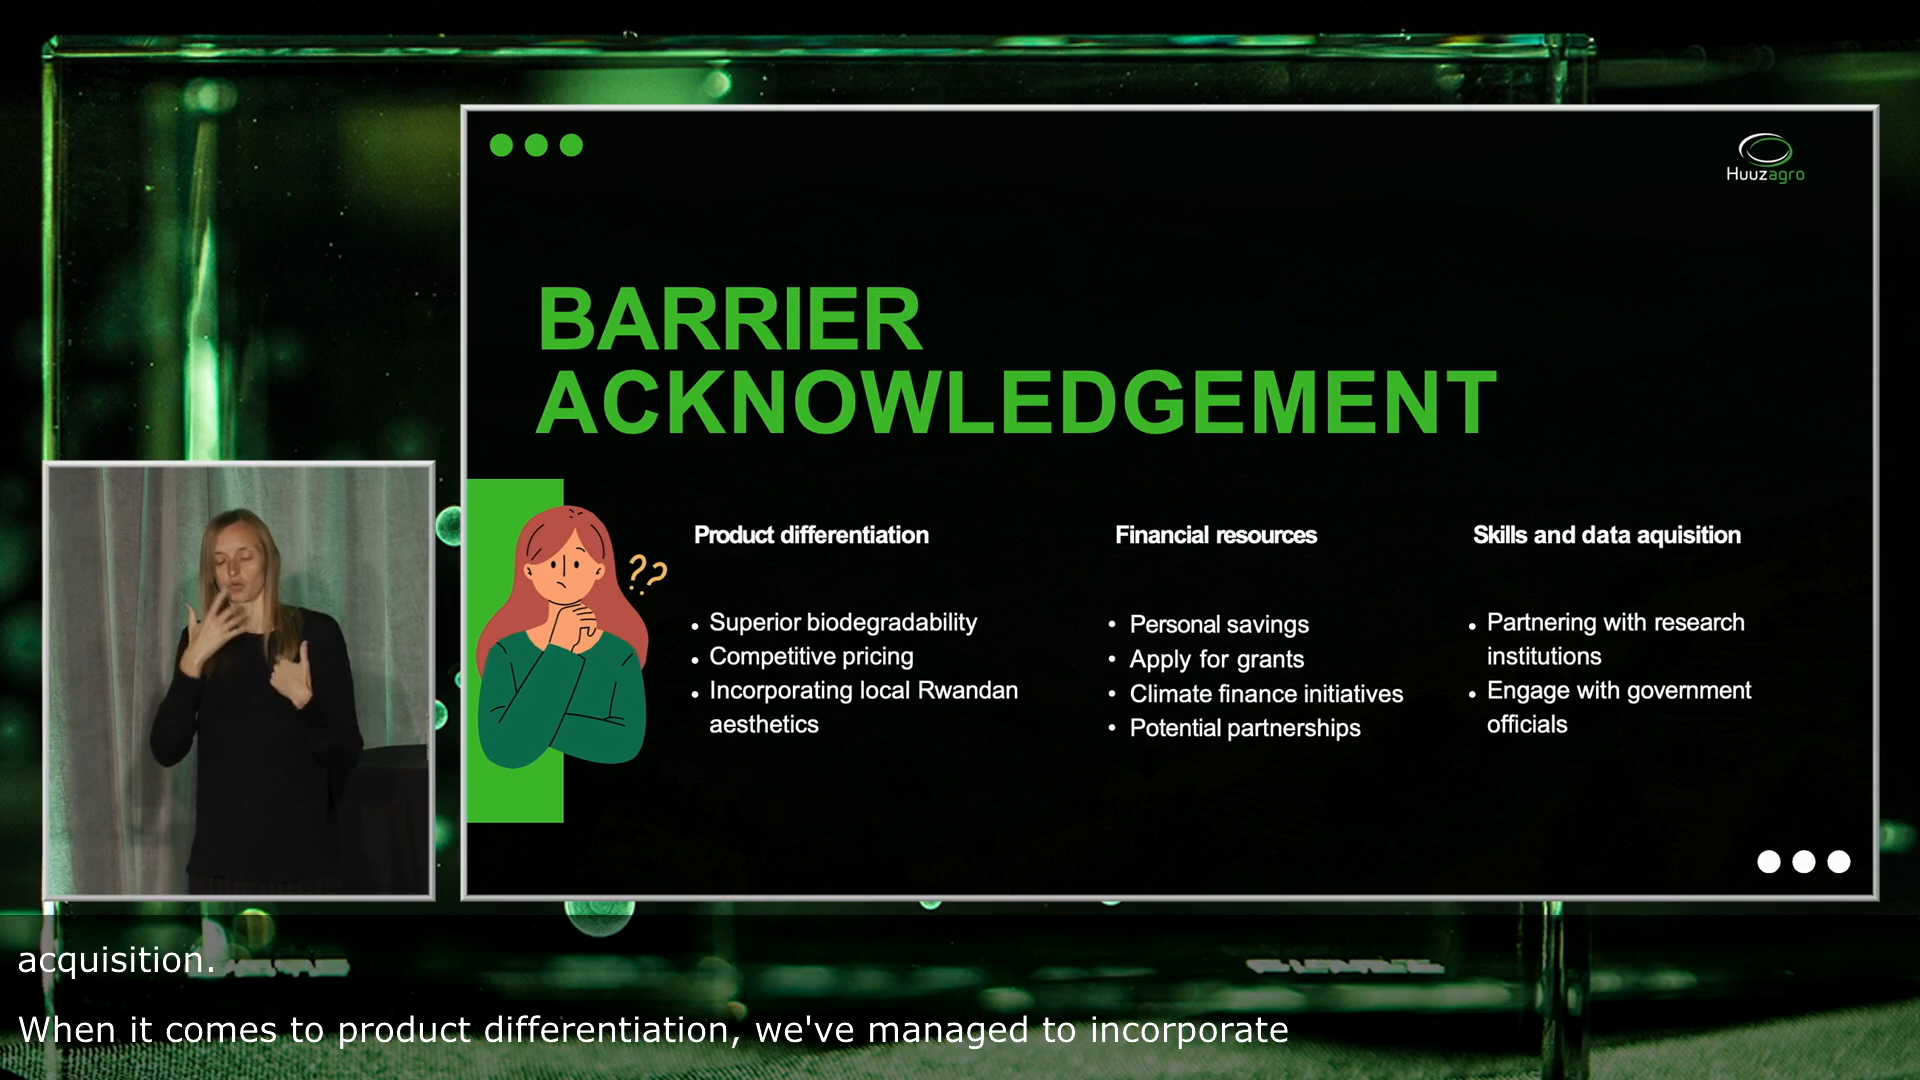 Huuzagro
BARRIER
ACKNOWLEDGEMENT
??
Product differentiation
• Superior biodegradability
• Competitive pricing
• Incorporating local Rwandan
aesthetics
Financial resources
• Personal savings
• Apply for grants
• Climate finance initiatives
• Potential partnerships
Skills and data aquisition
• Partnering with research
institutions
• Engage with government
officials
acquisition.
When it comes to product differentiation, we've managed to incorporate